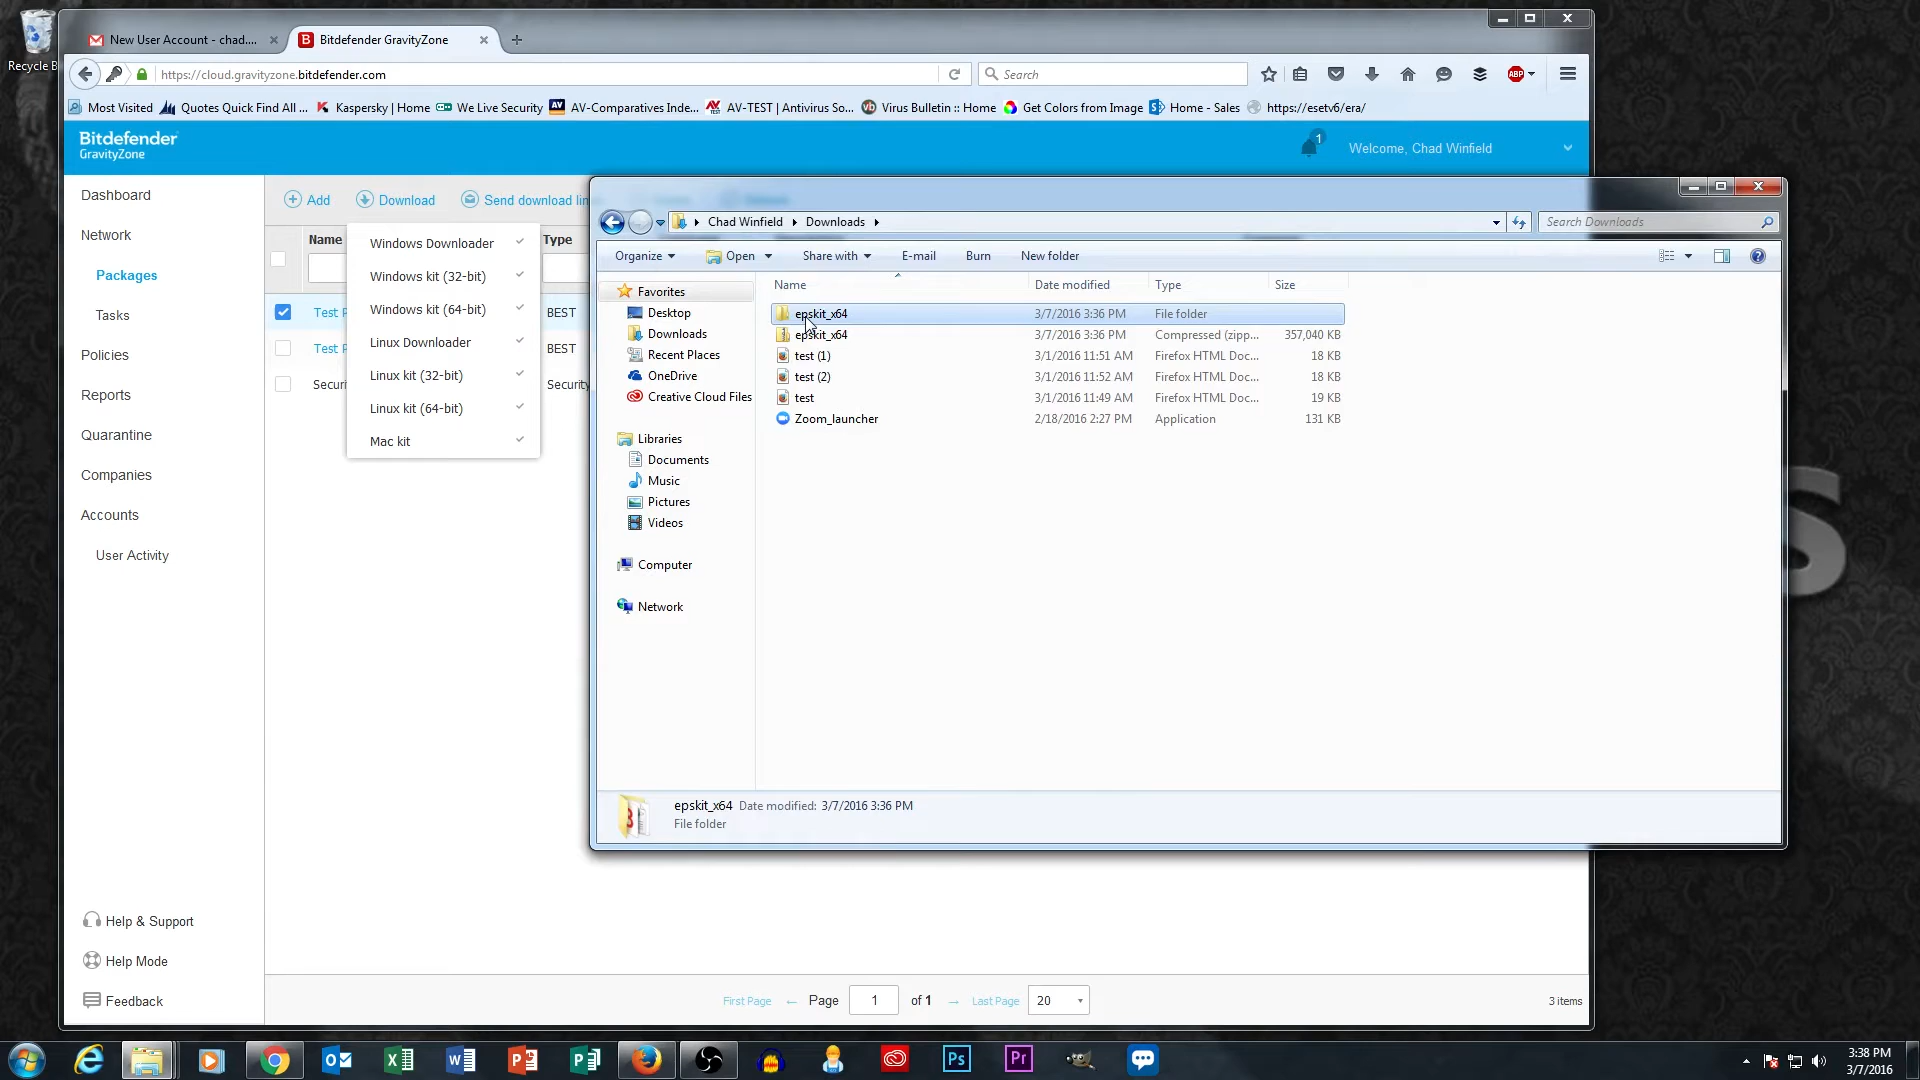 Recycle B
New User Account - chad....
Bitdefender GravityZone
https://cloud.gravityzone.bitdefender.com
Search
ABP
Most Visited
Quotes Quick Find All ...
Kaspersky | Home
We Live Security
AV-Comparatives Inde...
AV-TEST | Antivirus So...
Virus Bulletin :: Home
Get Colors from Image
Home - Sales
https://esetv6/era/
Bitdefender
GravityZone
1
Welcome, Chad Winfield
Dashboard
Network
Packages
Tasks
Policies
Reports
Quarantine
Companies
Accounts
User Activity
Help & Support
Help Mode
Feedback
Add
Download
Send download lin
Name
Type
Test P
BEST
Test P
BEST
Securi
Security
Windows Downloader
Windows kit (32-bit)
Windows kit (64-bit)
Linux Downloader
Linux kit (32-bit)
Linux kit (64-bit)
Mac kit
Chad Winfield
Downloads
Search Downloads
Organize
Open
Share with
E-mail
Burn
New folder
Favorites
Desktop
Downloads
Recent Places
OneDrive
Creative Cloud Files
Libraries
Documents
Music
Pictures
Videos
Computer
Network
Name Date modified Type Size
epskit_x64 3/7/2016 3:36 PM File folder
epskit_x64 3/7/2016 3:36 PM Compressed (zipp... 357,040 KB
test (1) 3/1/2016 11:51 AM Firefox HTML Doc... 18 KB
test (2) 3/1/2016 11:52 AM Firefox HTML Doc... 18 KB
test 3/1/2016 11:49 AM Firefox HTML Doc... 19 KB
Zoom_launcher 2/18/2016 2:27 PM Application 131 KB
epskit_x64 Date modified: 3/7/2016 3:36 PM
File folder
First Page ← Page 1 of 1 → Last Page 20
3 items
3:38 PM
3/7/2016